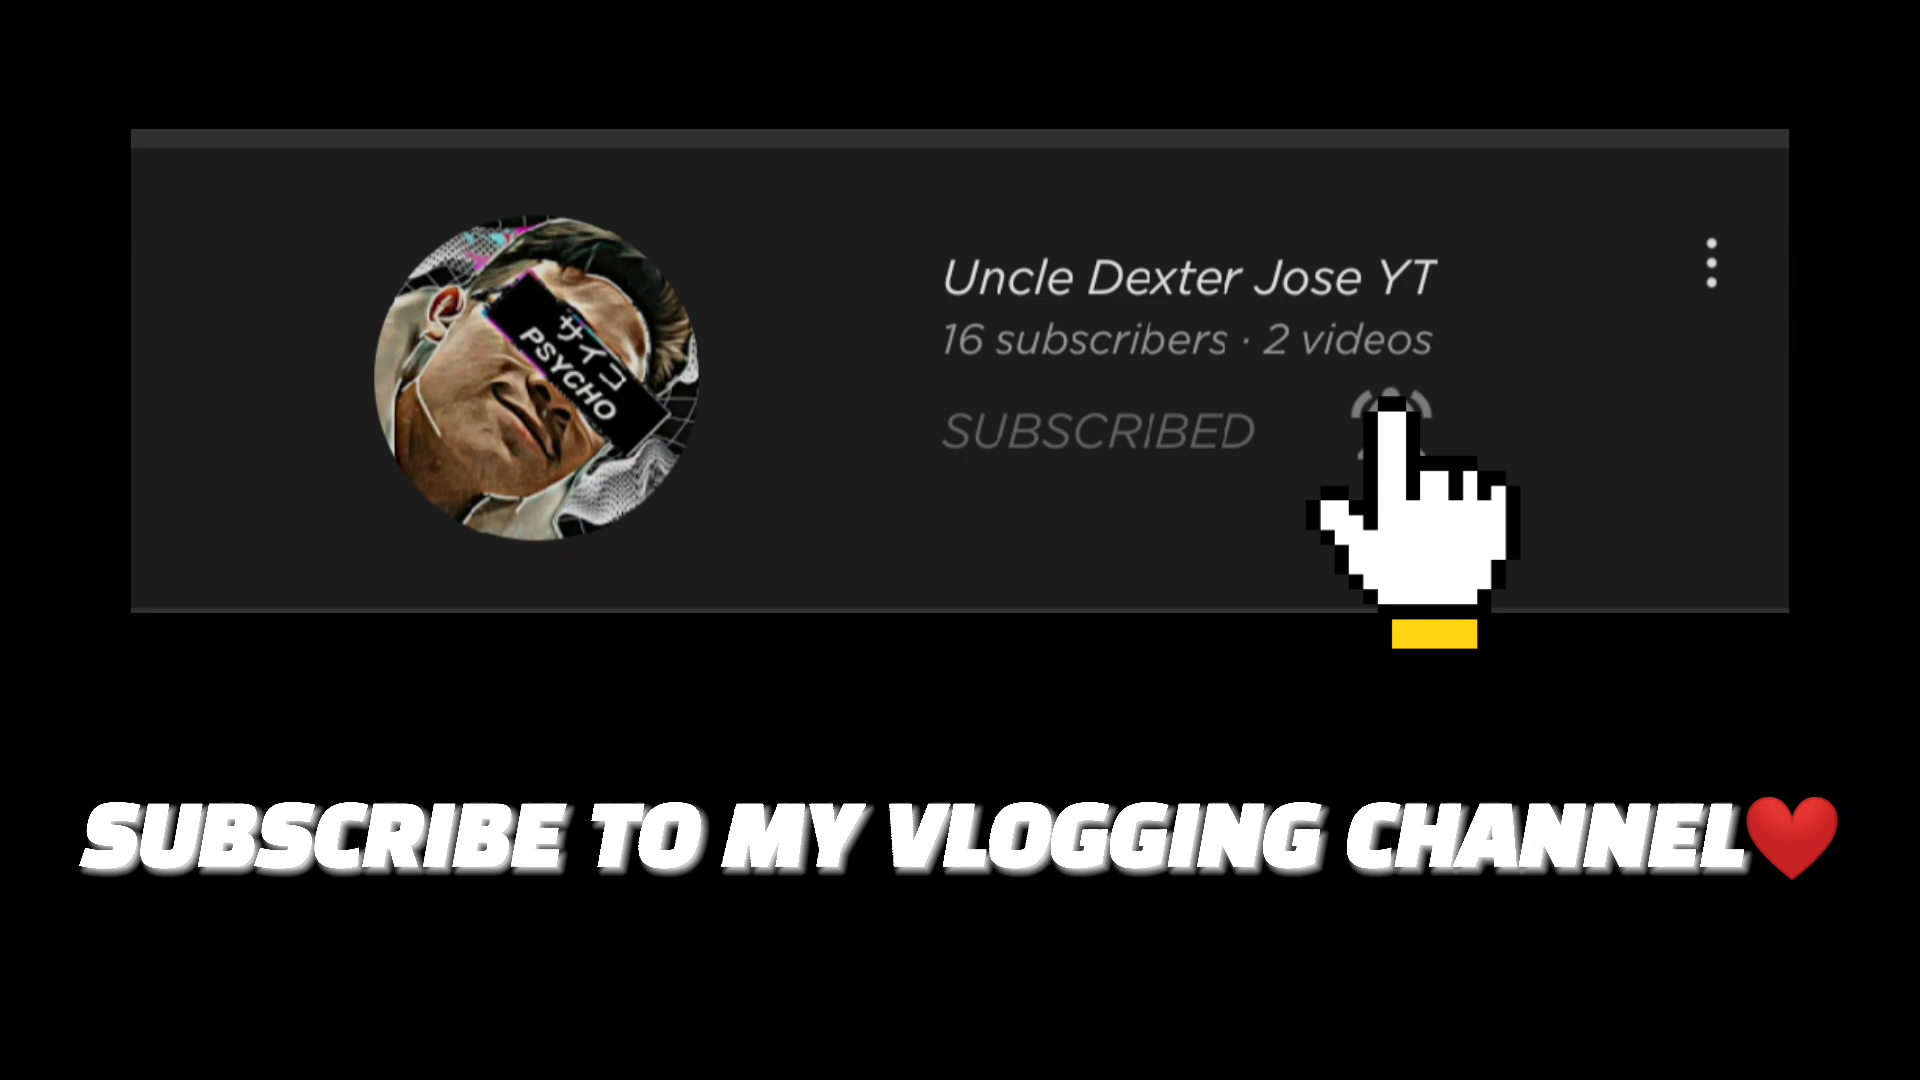 サイコ
PSYCHO
Uncle Dexter Jose YT
16 subscribers · 2 videos
SUBSCRIBED
SUBSCRIBE TO MY VLOGGING CHANNEL❤️